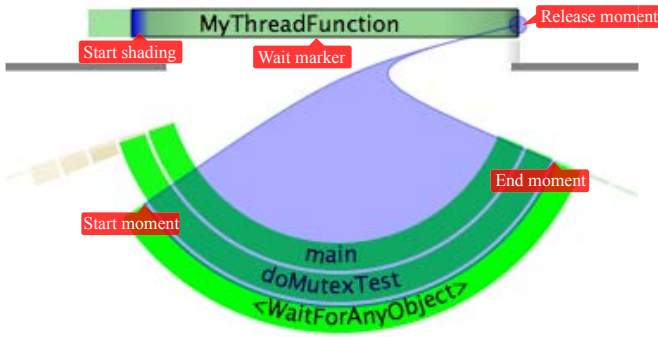 MyThreadFunction
Release moment
Start shading
Wait marker
End moment
Start moment
main
doMutexTest
<WaitForAnyObject>